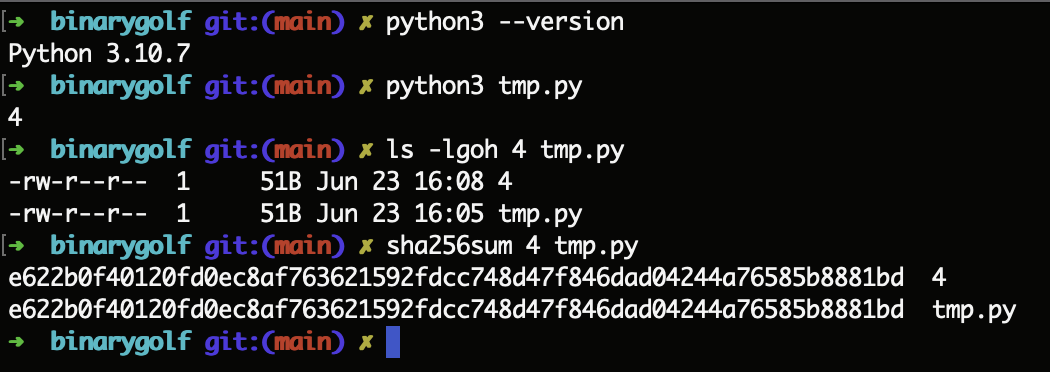 [➜  binarygolf git:(main) ✗ python3 --version
Python 3.10.7
[➜  binarygolf git:(main) ✗ python3 tmp.py
4
[➜  binarygolf git:(main) ✗ ls -lgoh 4 tmp.py
-rw-r--r--  1     51B Jun 23 16:08 4
-rw-r--r--  1     51B Jun 23 16:05 tmp.py
[➜  binarygolf git:(main) ✗ sha256sum 4 tmp.py
e622b0f40120fd0ec8af763621592fdcc748d47f846dad04244a76585b8881bd  4
e622b0f40120fd0ec8af763621592fdcc748d47f846dad04244a76585b8881bd  tmp.py
➜  binarygolf git:(main) ✗